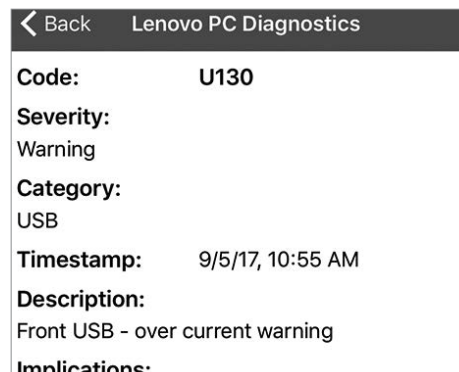 Back Lenovo PC Diagnostics
Code: U130
Severity:
Warning
Category:
USB
Timestamp: 9/5/17, 10:55 AM
Description:
Front USB - over current warning
Implications: